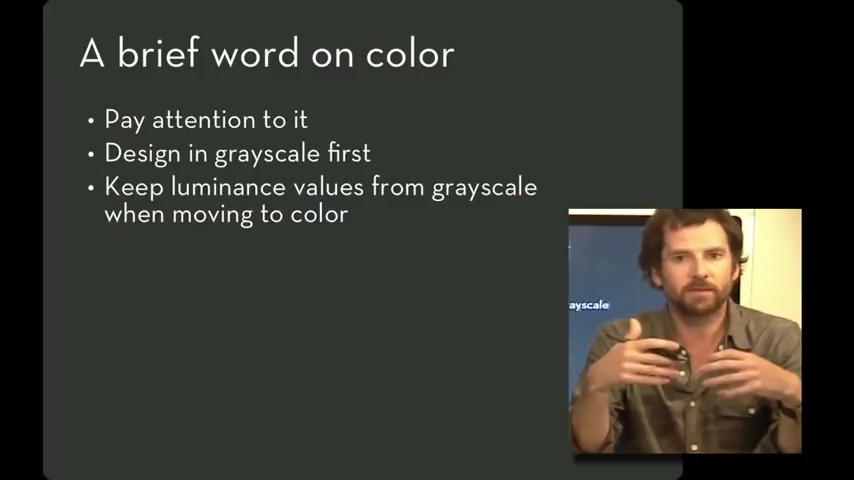 A brief word on color
• Pay attention to it
• Design in grayscale first
• Keep luminance values from grayscale
when moving to color
ayscale